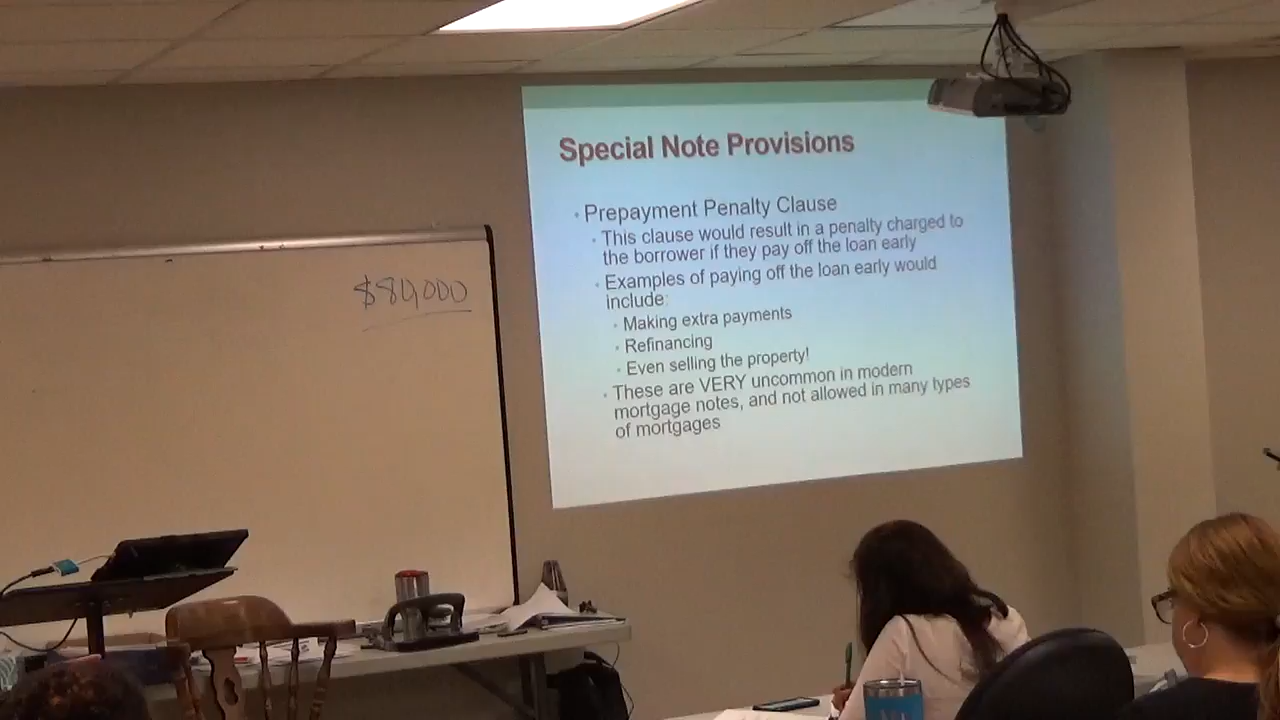 $80,000
Special Note Provisions
• Prepayment Penalty Clause
• This clause would result in a penalty charged to
the borrower if they pay off the loan early
• Examples of paying off the loan early would
include:
• Making extra payments
• Refinancing
• Even selling the property!
• These are VERY uncommon in modern
mortgage notes, and not allowed in many types
of mortgages